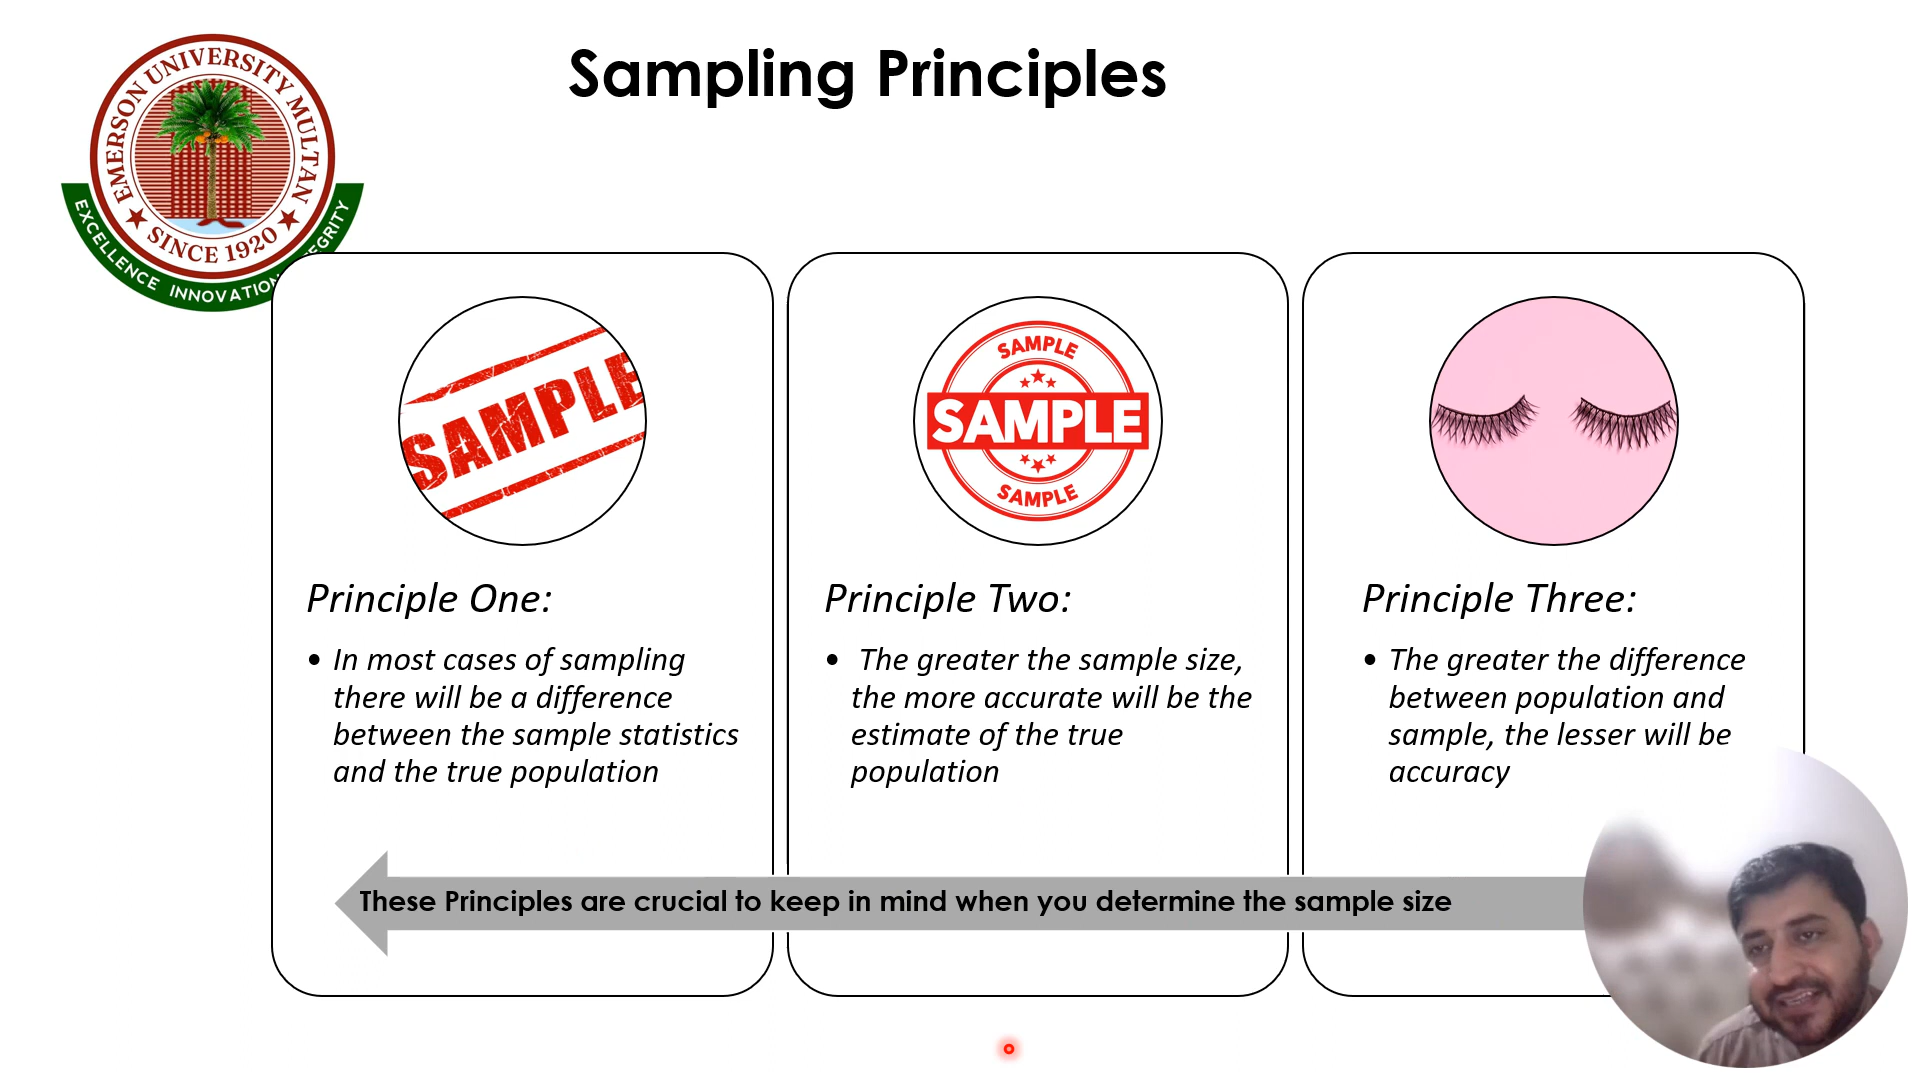 Sampling Principles
EMERSON UNIVERSITY MULTAN
SINCE 1920
EXCELLENCE INNOVATION EGRITY
SAMPLE
SAMPLE
SAMPLE
SAMPLE
Principle One:
• In most cases of sampling
there will be a difference
between the sample statistics
and the true population
Principle Two:
• The greater the sample size,
the more accurate will be the
estimate of the true
population
Principle Three:
• The greater the difference
between population and
sample, the lesser will be
accuracy
These Principles are crucial to keep in mind when you determine the sample size